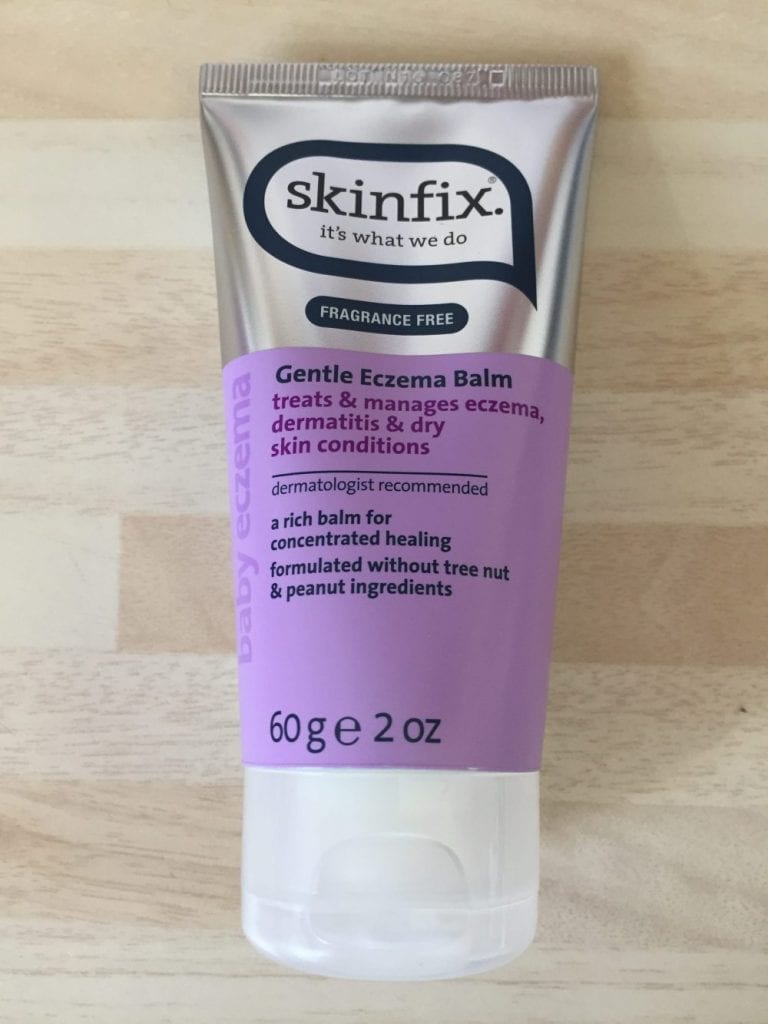 skinfix.®
it's what we do
FRAGRANCE FREE
baby eczema
Gentle Eczema Balm
treats & manages eczema,
dermatitis & dry
skin conditions
dermatologist recommended
a rich balm for
concentrated healing
formulated without tree nut
& peanut ingredients
60 g e 2 oz